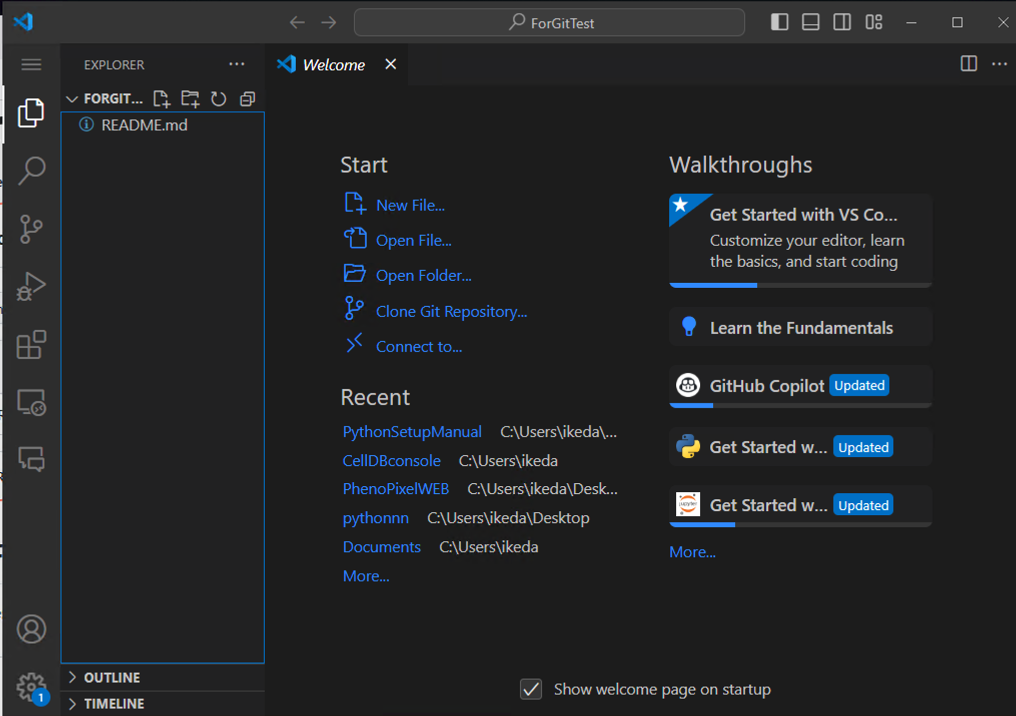 ForGitTest
EXPLORER
FORGIT...
README.md
Welcome
Start
New File...
Open File...
Open Folder...
Clone Git Repository...
Connect to...
Recent
PythonSetupManual C:\Users\ikeda\...
CellDBconsole C:\Users\ikeda
PhenoPixelWEB C:\Users\ikeda\Desk...
pythonnn C:\Users\ikeda\Desktop
Documents C:\Users\ikeda
More...
Walkthroughs
Get Started with VS Co...
Customize your editor, learn
the basics, and start coding
Learn the Fundamentals
GitHub Copilot Updated
Get Started w... Updated
jupyter
Get Started w... Updated
More...
Show welcome page on startup
OUTLINE
TIMELINE
1